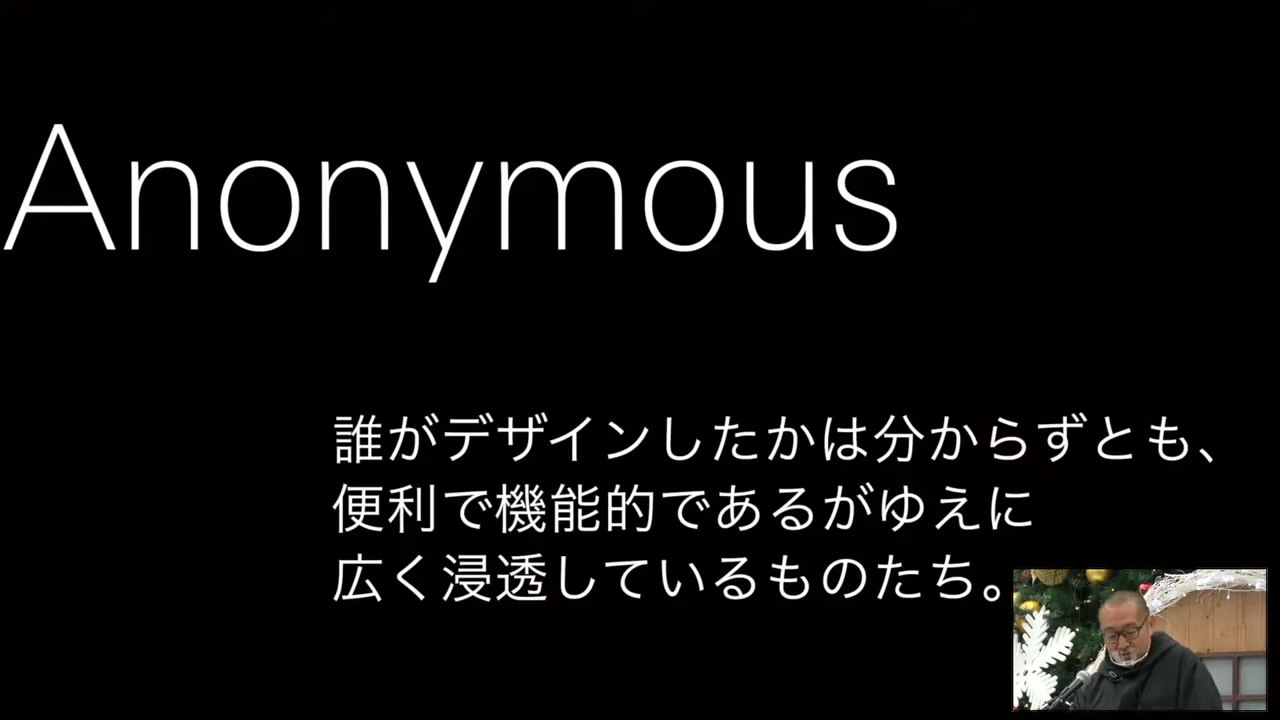 Anonymous
誰がデザインしたかは分からずとも、
便利で機能的であるがゆえに
広く浸透しているものたち。